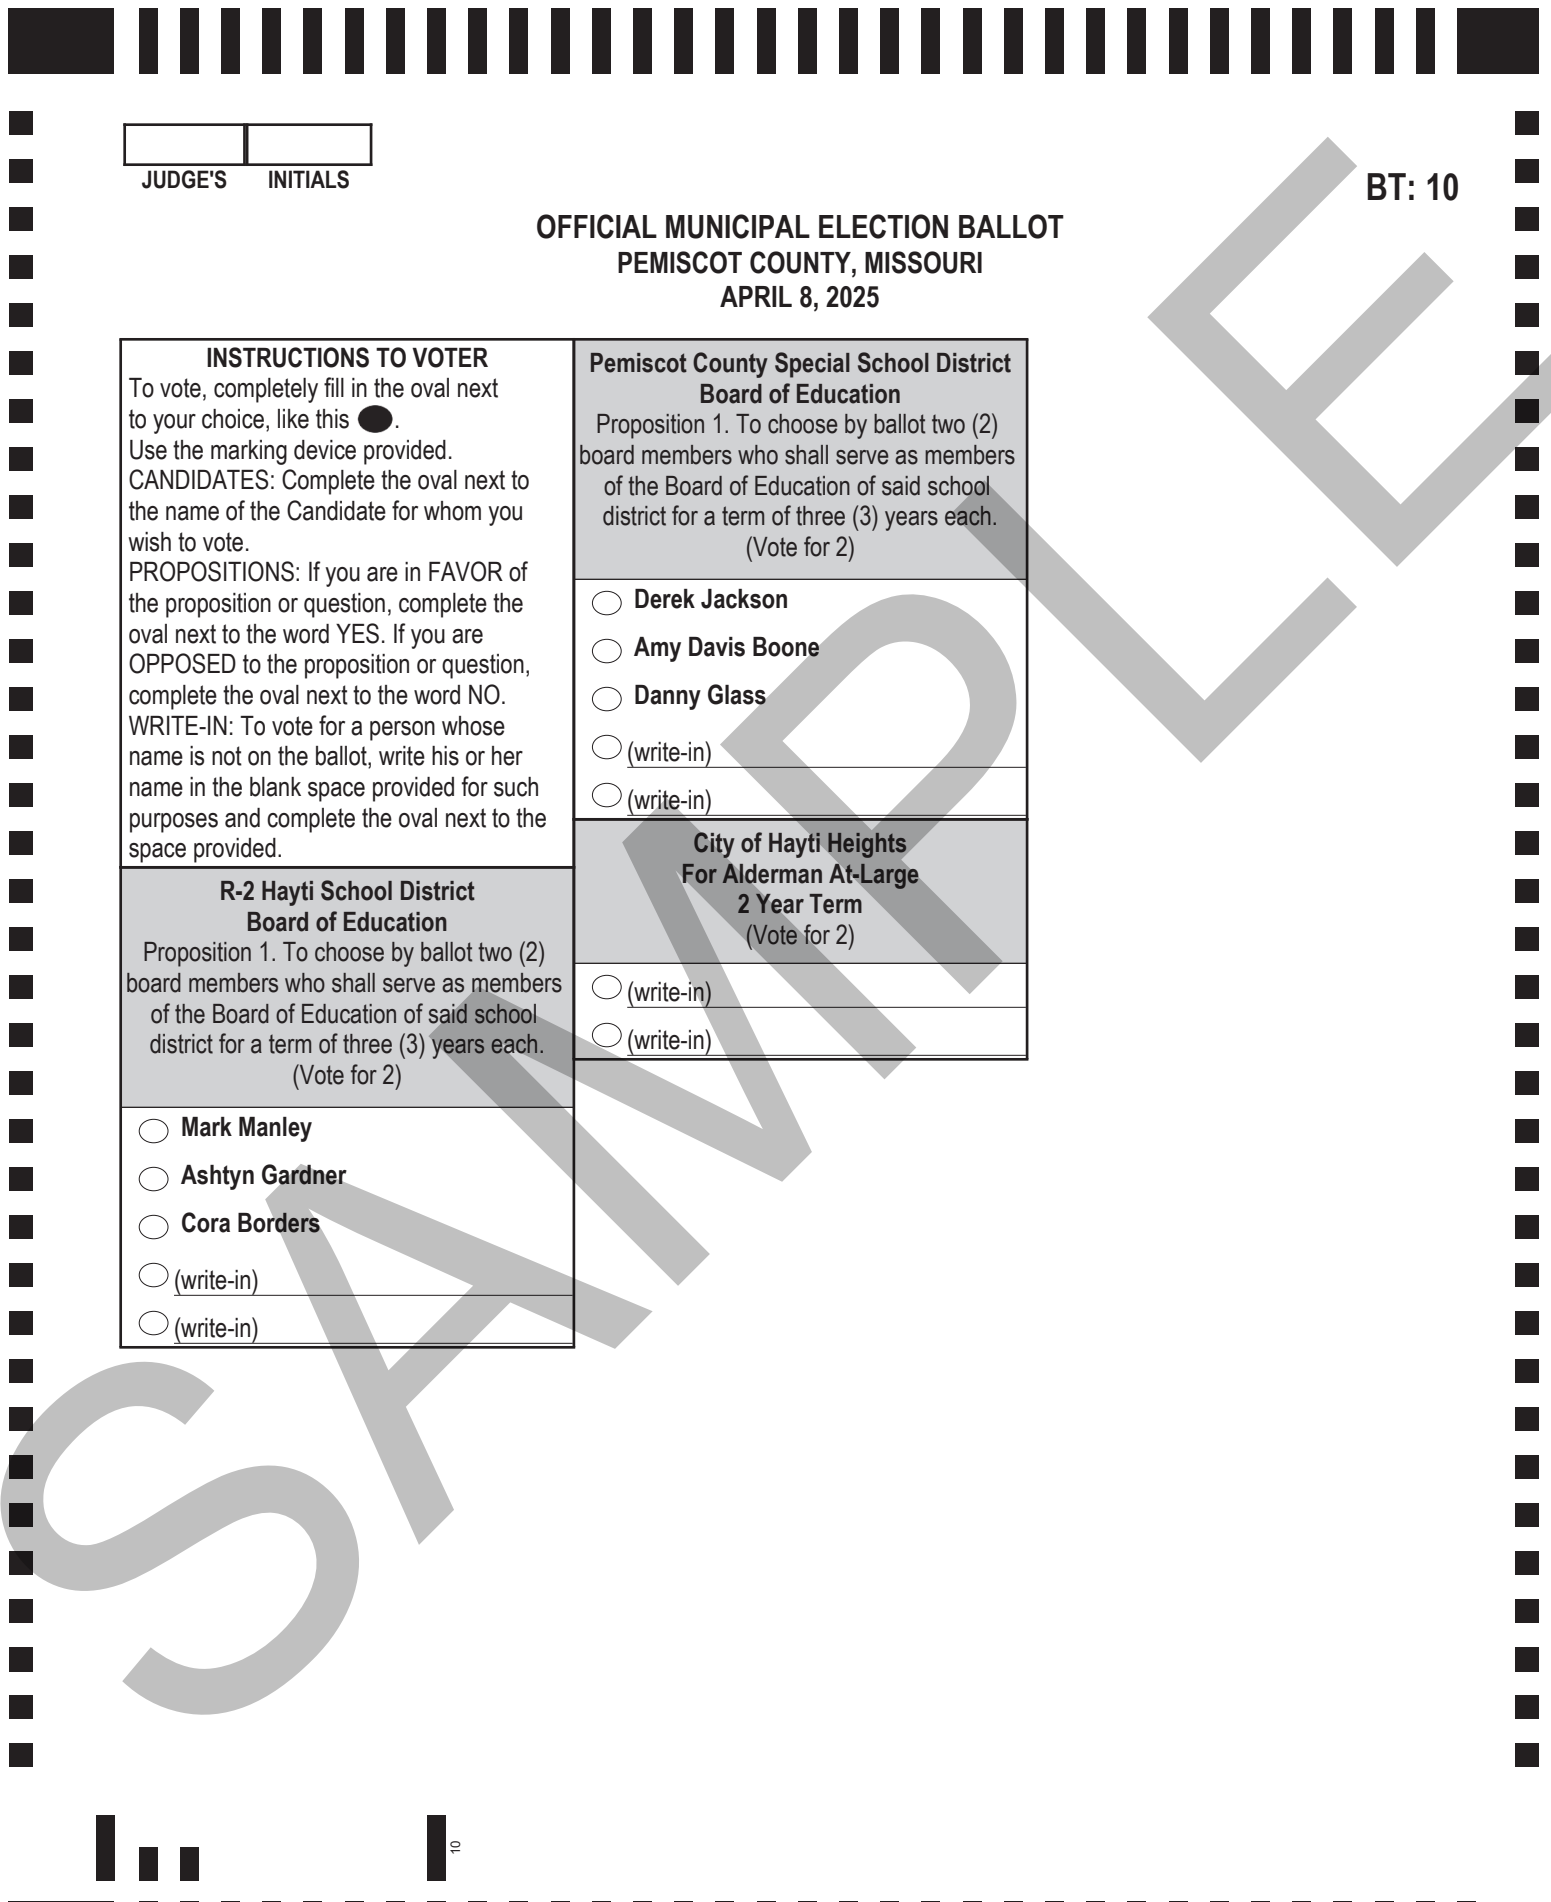 JUDGE'S INITIALS
BT: 10
OFFICIAL MUNICIPAL ELECTION BALLOT
PEMISCOT COUNTY, MISSOURI
APRIL 8, 2025
INSTRUCTIONS TO VOTER
To vote, completely fill in the oval next
to your choice, like this .
Use the marking device provided.
CANDIDATES: Complete the oval next to
the name of the Candidate for whom you
wish to vote.
PROPOSITIONS: If you are in FAVOR of
the proposition or question, complete the
oval next to the word YES. If you are
OPPOSED to the proposition or question,
complete the oval next to the word NO.
WRITE-IN: To vote for a person whose
name is not on the ballot, write his or her
name in the blank space provided for such
purposes and complete the oval next to the
space provided.
R-2 Hayti School District
Board of Education
Proposition 1. To choose by ballot two (2)
board members who shall serve as members
of the Board of Education of said school
district for a term of three (3) years each.
(Vote for 2)
Mark Manley
Ashtyn Gardner
Cora Borders
(write-in)
(write-in)
Pemiscot County Special School District
Board of Education
Proposition 1. To choose by ballot two (2)
board members who shall serve as members
of the Board of Education of said school
district for a term of three (3) years each.
(Vote for 2)
Derek Jackson
Amy Davis Boone
Danny Glass
(write-in)
(write-in)
City of Hayti Heights
For Alderman At-Large
2 Year Term
(Vote for 2)
(write-in)
(write-in)
SAMPLE
10